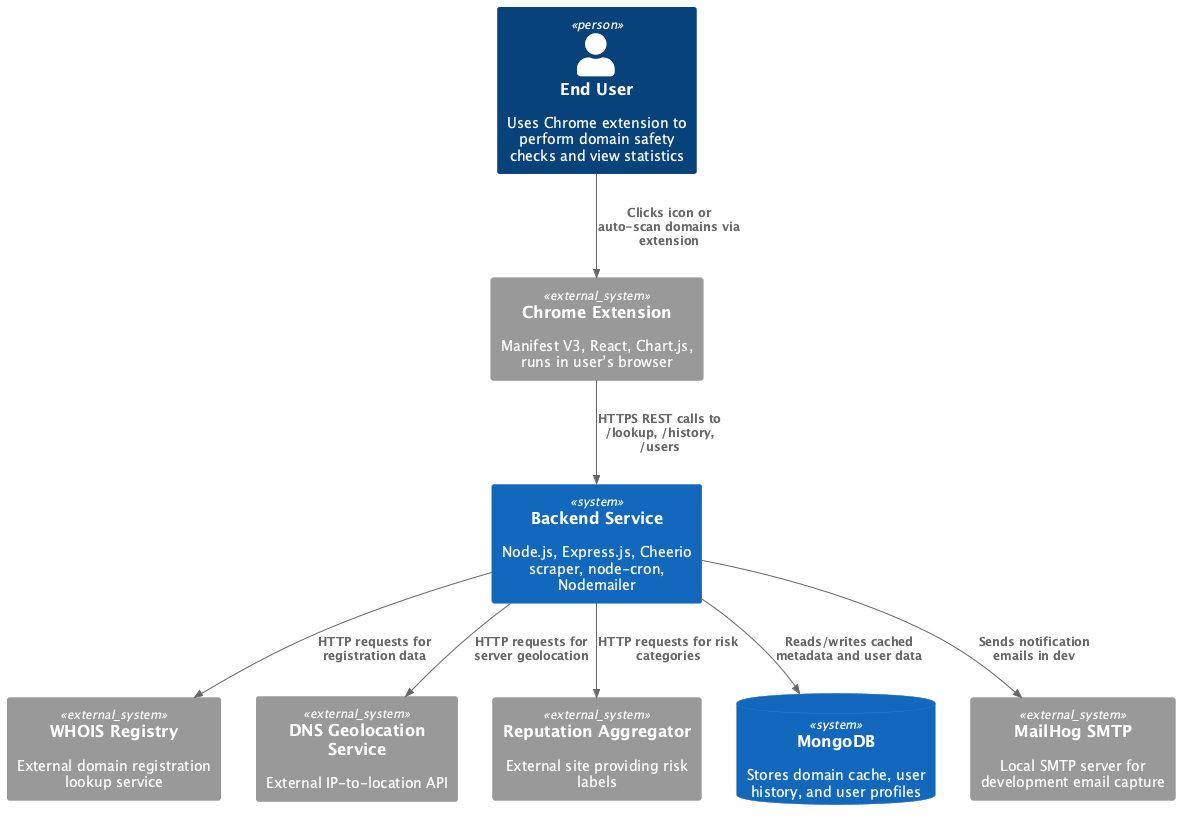 «person»
End User
Uses Chrome extension to
perform domain safety
checks and view statistics
Clicks icon or
auto-scan domains via
extension
«external_system»
Chrome Extension
Manifest V3, React, Chart.js,
runs in user’s browser
HTTPS REST calls to
/lookup, /history,
/users
«system»
Backend Service
Node.js, Express.js, Cheerio
scraper, node-cron,
Nodemailer
HTTP requests for
registration data
HTTP requests for
server geolocation
HTTP requests for risk
categories
Reads/writes cached
metadata and user data
Sends notification
emails in dev
«external_system»
WHOIS Registry
External domain registration
lookup service
«external_system»
DNS Geolocation
Service
External IP-to-location API
«external_system»
Reputation Aggregator
External site providing risk
labels
«system»
MongoDB
Stores domain cache, user
history, and user profiles
«external_system»
MailHog SMTP
Local SMTP server for
development email capture